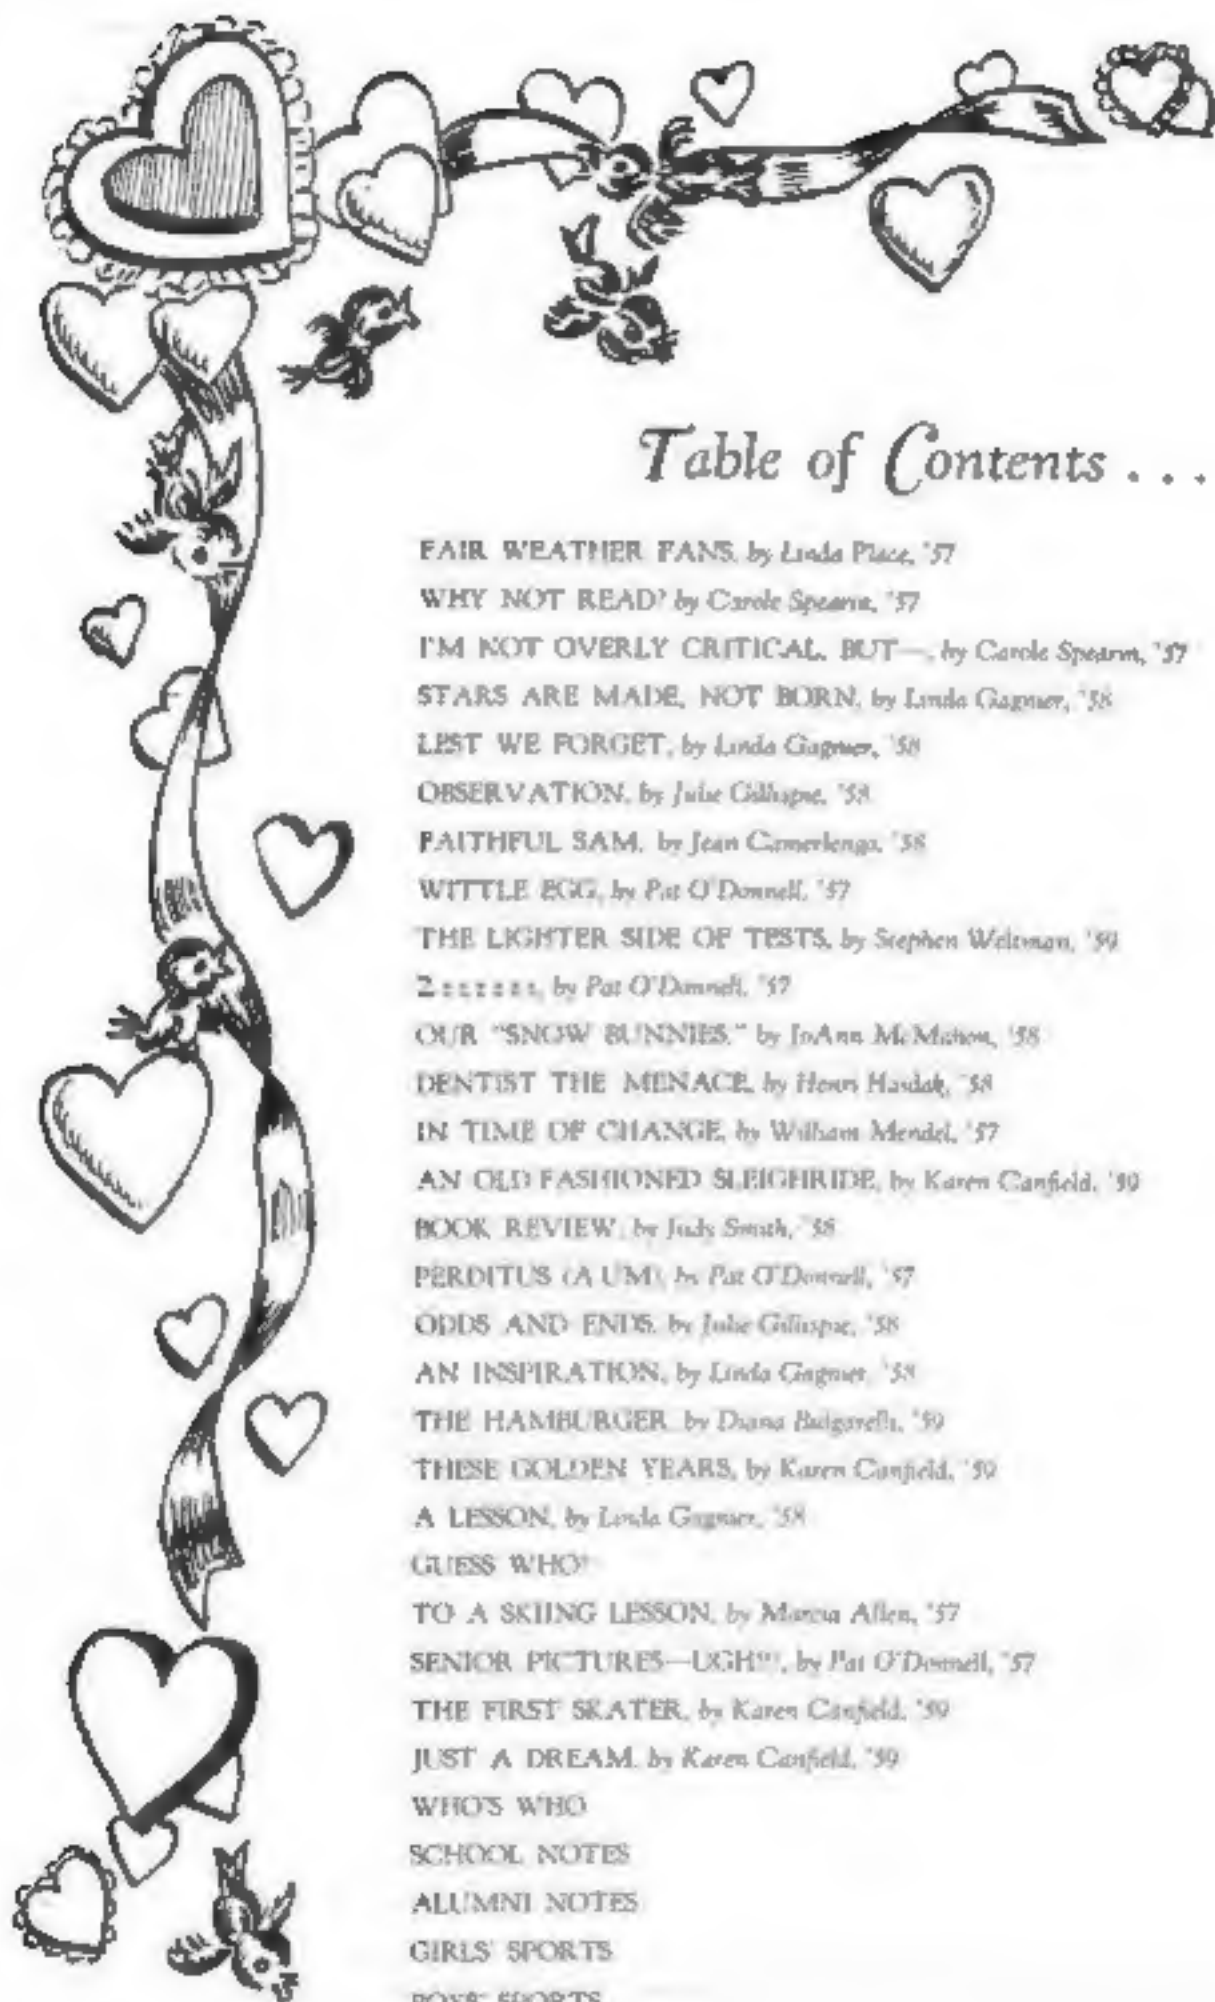 Table of Contents . . .
FAIR WEATHER FANS, by Linda Place, '57
WHY NOT READ? by Carole Spearin, '57
I'M NOT OVERLY CRITICAL, BUT—, by Carole Spearin, '57
STARS ARE MADE, NOT BORN, by Linda Gagnier, '58
LEST WE FORGET, by Linda Gagnier, '58
OBSERVATION, by Julie Gillispie, '58
FAITHFUL SAM, by Jean Camerlengo, '58
WITTLE EGG, by Pat O'Donnell, '57
THE LIGHTER SIDE OF TESTS, by Stephen Weltman, '59
by Pat O'Donnell, '57
OUR "SNOW BUNNIES," by JoAnn McMahon, '58
DENTIST THE MENACE, by Henri '58
IN TIME OF CHANGE, by William Mendel, '57
AN OLD FASHIONED SLEIGHRIDE, by Karen Canfield, '59
BOOK REVIEW, by Judy Smith, '58
PERDITUS (A UM), by Pat O'Donnell, '57
ODDS AND ENDS, by Julie Gillispie, '58
AN INSPIRATION, by Linda Gagnier, '58
THE HAMBURGER, by Diana Bulgarelli, '59
THESE GOLDEN YEARS, by Karen Canfield, '59
A LESSON, by Linda Gagnier, '58
GUESS WHO?
TO A SKIING LESSON, by Marcia Allen, '57
SENIOR PICTURES—UGH!!!, by Pat O'Donnell, '57
THE FIRST SKATER, by Karen Canfield, '59
JUST A DREAM, by Karen Canfield, '59
WHO'S WHO
SCHOOL NOTES
ALUMNI NOTES
GIRLS' SPORTS
BOYS' SPORTS